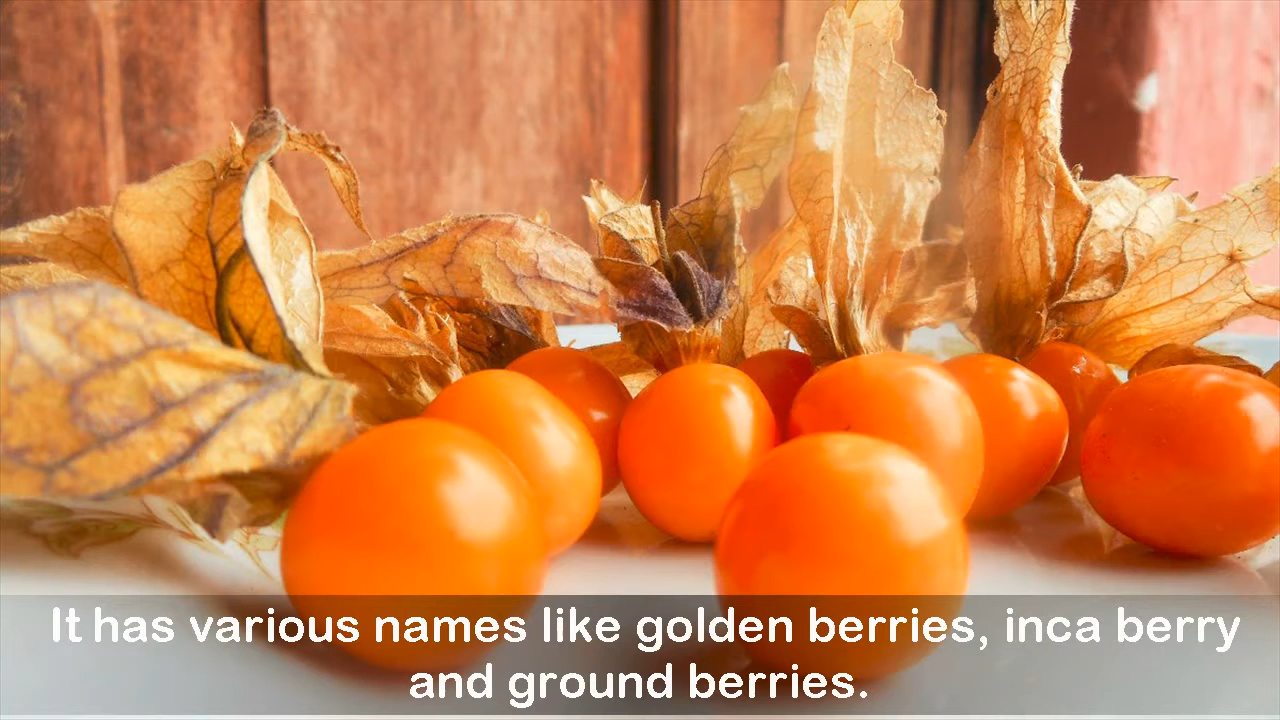 It has various names like golden berries, inca berry
and ground berries.